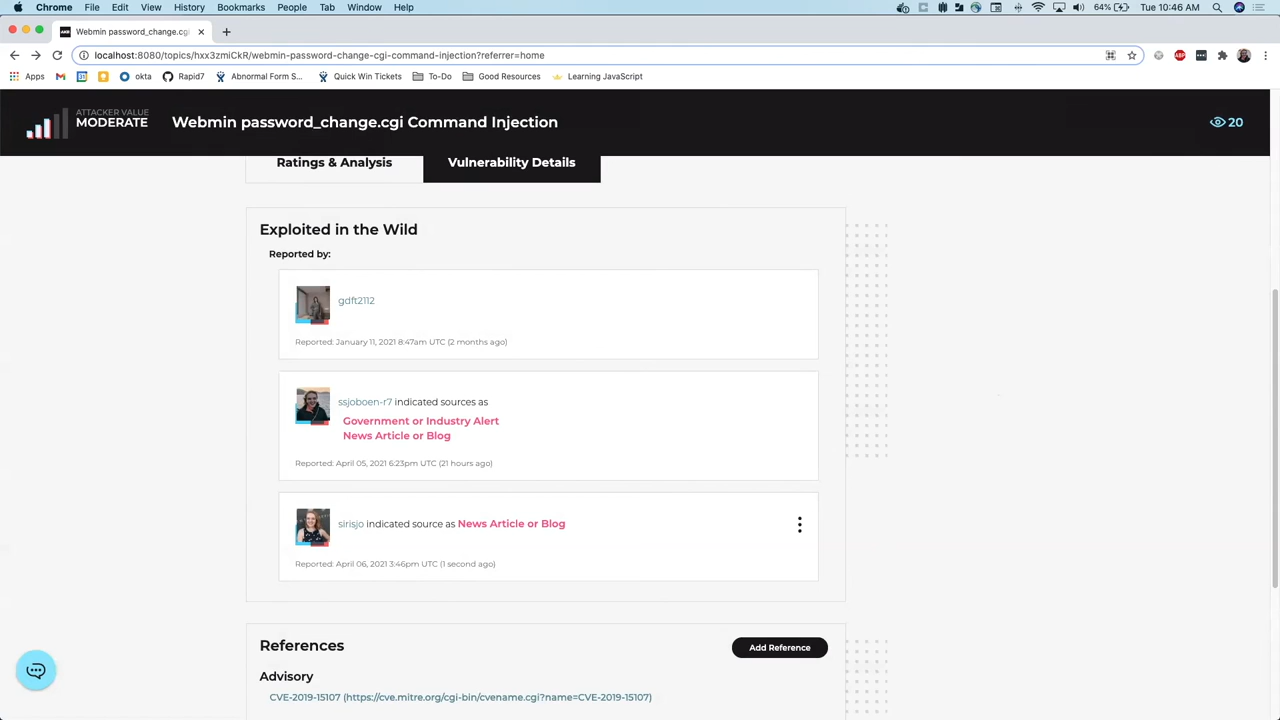 Chrome File Edit View History Bookmarks People Tab Window Help 64% Tue 10:46 AM
Webmin password_change.cgi
localhost:8080/topics/hxx3zmiCkR/webmin-password-change-cgi-command-injection?referrer=home
Apps okta Rapid7 Abnormal Form S... Quick Win Tickets To-Do Good Resources Learning JavaScript
ATTACKER VALUE
MODERATE
Webmin password_change.cgi Command Injection
20
Ratings & Analysis
Vulnerability Details
Exploited in the Wild
Reported by:
gdft2112
Reported: January 11, 2021 8:47am UTC (2 months ago)
ssjoboen-r7 indicated sources as
Government or Industry Alert
News Article or Blog
Reported: April 05, 2021 6:23pm UTC (21 hours ago)
sirisjo indicated source as News Article or Blog
Reported: April 06, 2021 3:46pm UTC (1 second ago)
References
Add Reference
Advisory
CVE-2019-15107 (https://cve.mitre.org/cgi-bin/cvename.cgi?name=CVE-2019-15107)